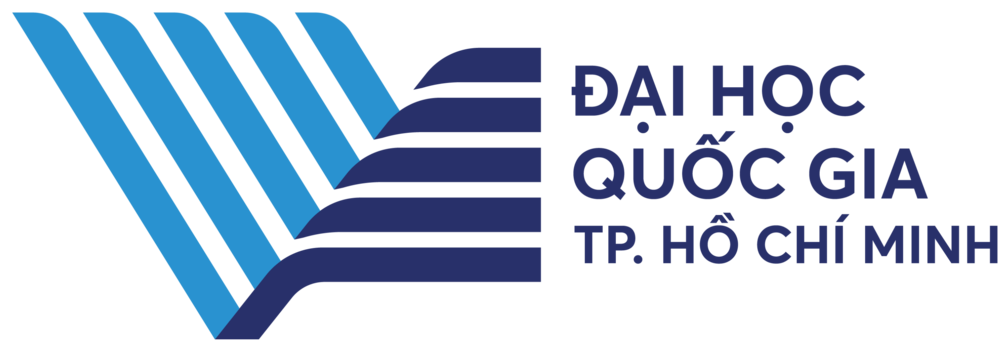 ĐẠI HỌC
QUỐC GIA
TP. HỒ CHÍ MINH